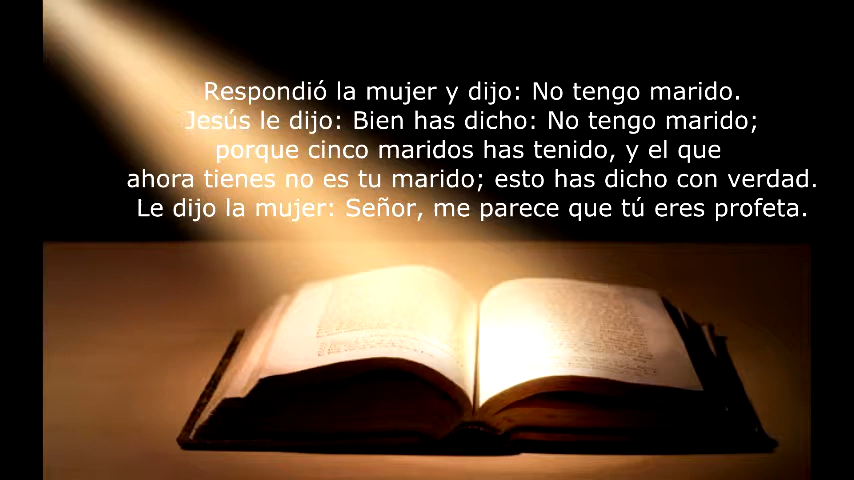 Respondió la mujer y dijo: No tengo marido.
Jesús le dijo: Bien has dicho: No tengo marido;
porque cinco maridos has tenido, y el que
ahora tienes no es tu marido; esto has dicho con verdad.
Le dijo la mujer: Señor, me parece que tú eres profeta.